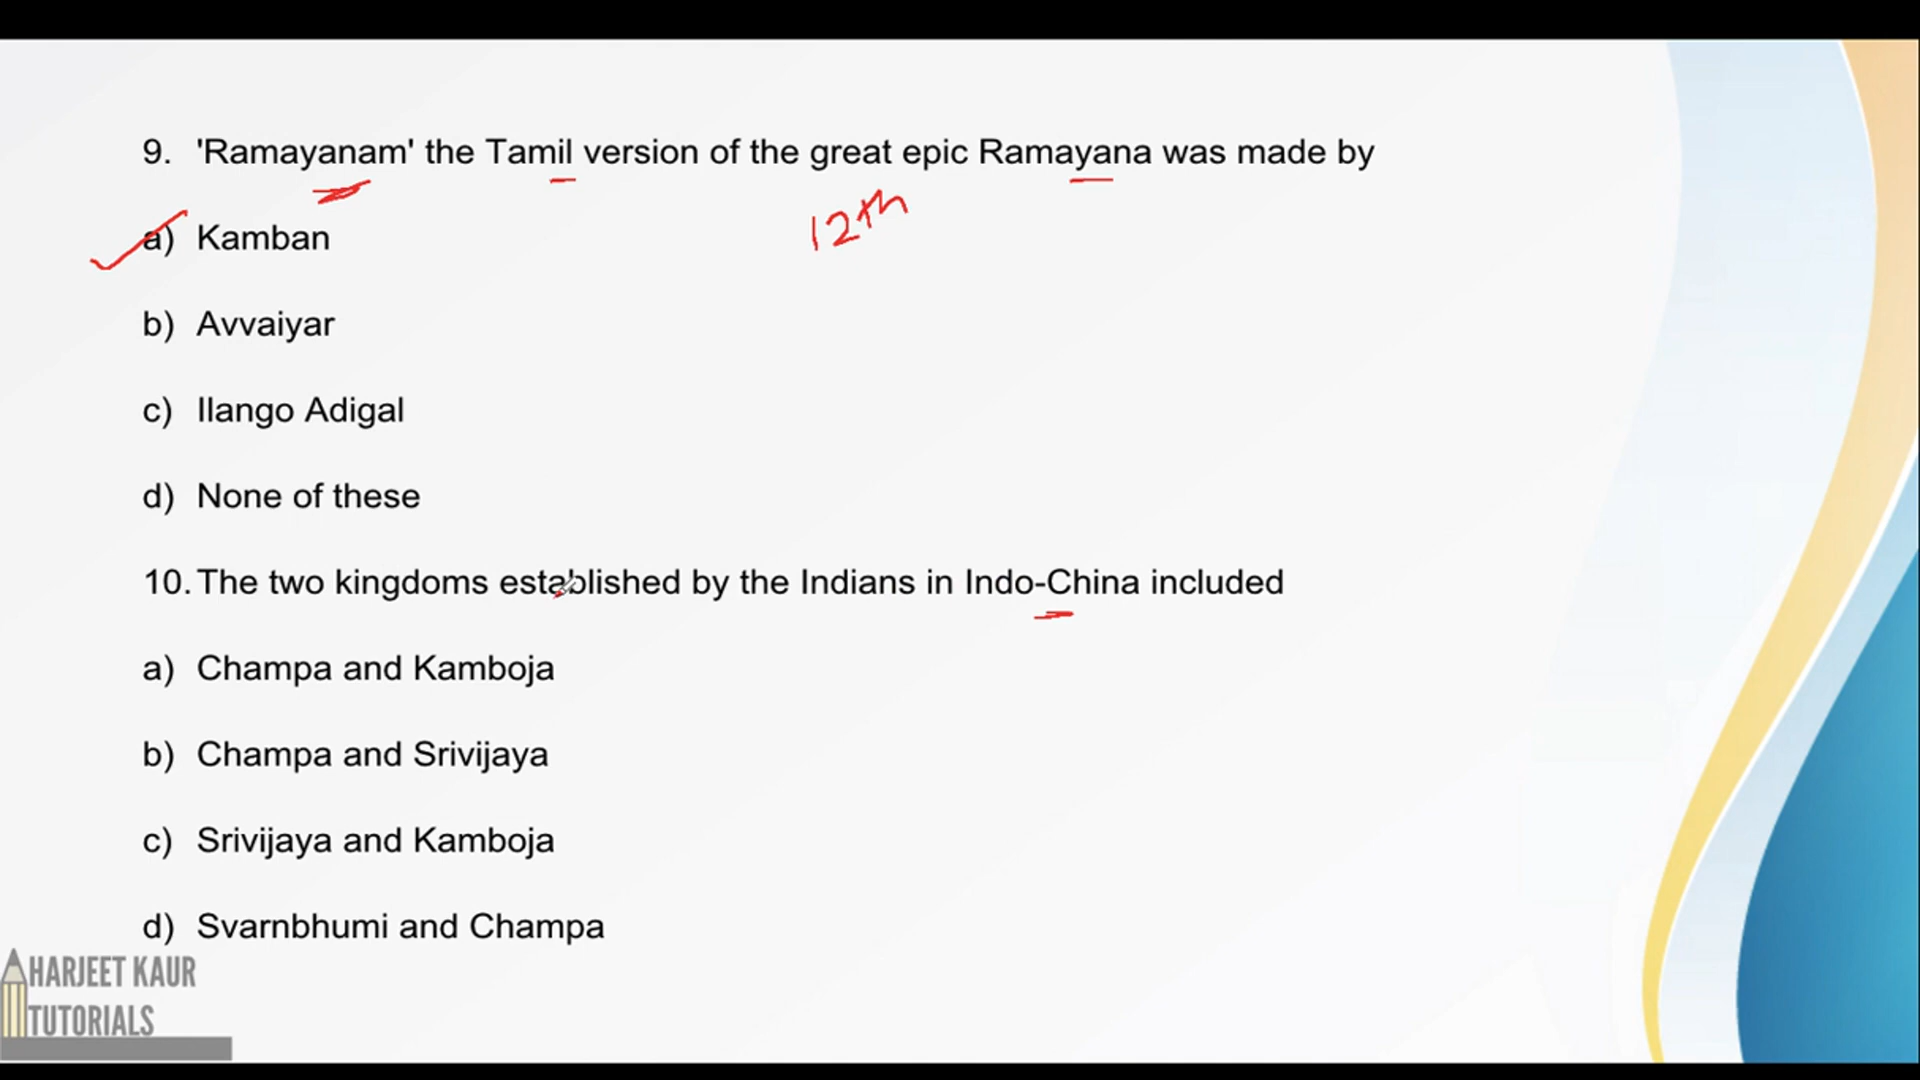 9. 'Ramayanam' the Tamil version of the great epic Ramayana was made by
12th
a) Kamban
b) Avvaiyar
c) Ilango Adigal
d) None of these
10. The two kingdoms established by the Indians in Indo-China included
a) Champa and Kamboja
b) Champa and Srivijaya
c) Srivijaya and Kamboja
d) Svarnbhumi and Champa
HARJEET KAUR
TUTORIALS